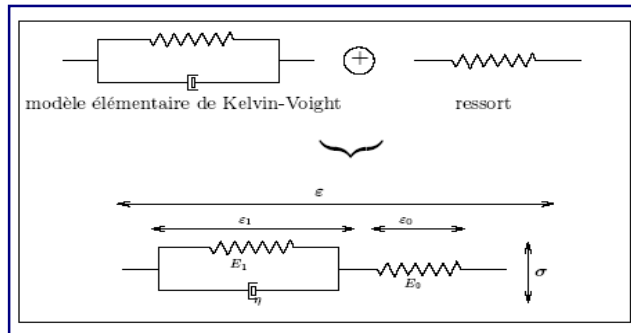 modèle élémentaire de Kelvin-Voight
ressort
ε
ε₁ ε₀
E₁
E₀
η
σ